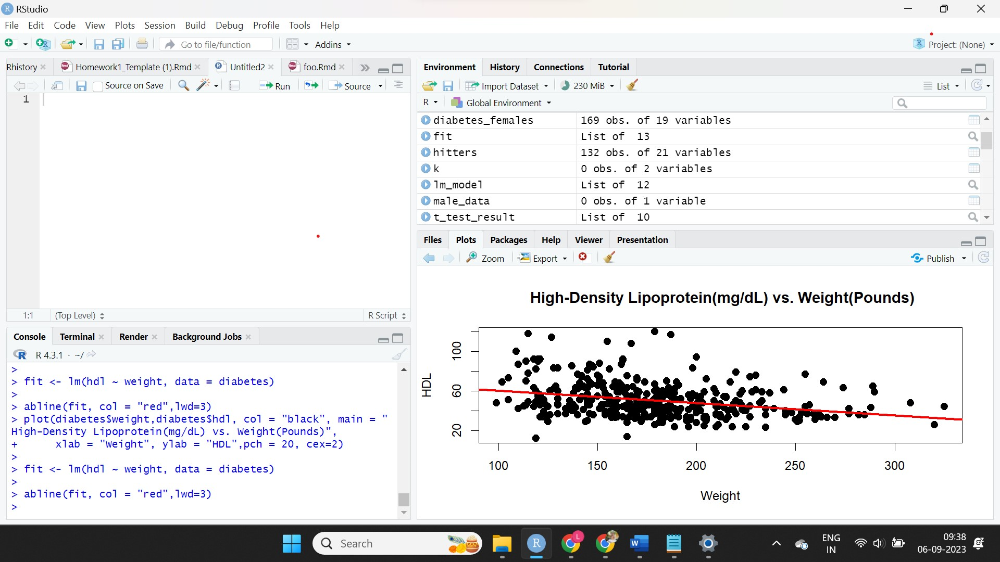 RStudio
File Edit Code View Plots Session Build Debug Profile Tools Help
Go to file/function Addins Project: (None)
Rhistory Homework1_Template (1).Rmd Untitled2 foo.Rmd
Source on Save Run Source
1
1:1 (Top Level) R Script
Console Terminal Render Background Jobs
R 4.3.1 · ~/
>
> fit <- lm(hdl ~ weight, data = diabetes)
>
> abline(fit, col = "red",lwd=3)
> plot(diabetes$weight,diabetes$hdl, col = "black", main = "
High-Density Lipoprotein(mg/dL) vs. Weight(Pounds)",
+      xlab = "Weight", ylab = "HDL",pch = 20, cex=2)
>
> fit <- lm(hdl ~ weight, data = diabetes)
>
> abline(fit, col = "red",lwd=3)
>
Environment History Connections Tutorial
Import Dataset 230 MiB List
R Global Environment
diabetes_females 169 obs. of 19 variables
fit List of 13
hitters 132 obs. of 21 variables
k 0 obs. of 2 variables
lm_model List of 12
male_data 0 obs. of 1 variable
t_test_result List of 10
Files Plots Packages Help Viewer Presentation
Zoom Export Publish
High-Density Lipoprotein(mg/dL) vs. Weight(Pounds)
HDL
100
60
20
100 150 200 250 300
Weight
Search
L
R
W
ENG
IN
09:38
06-09-2023